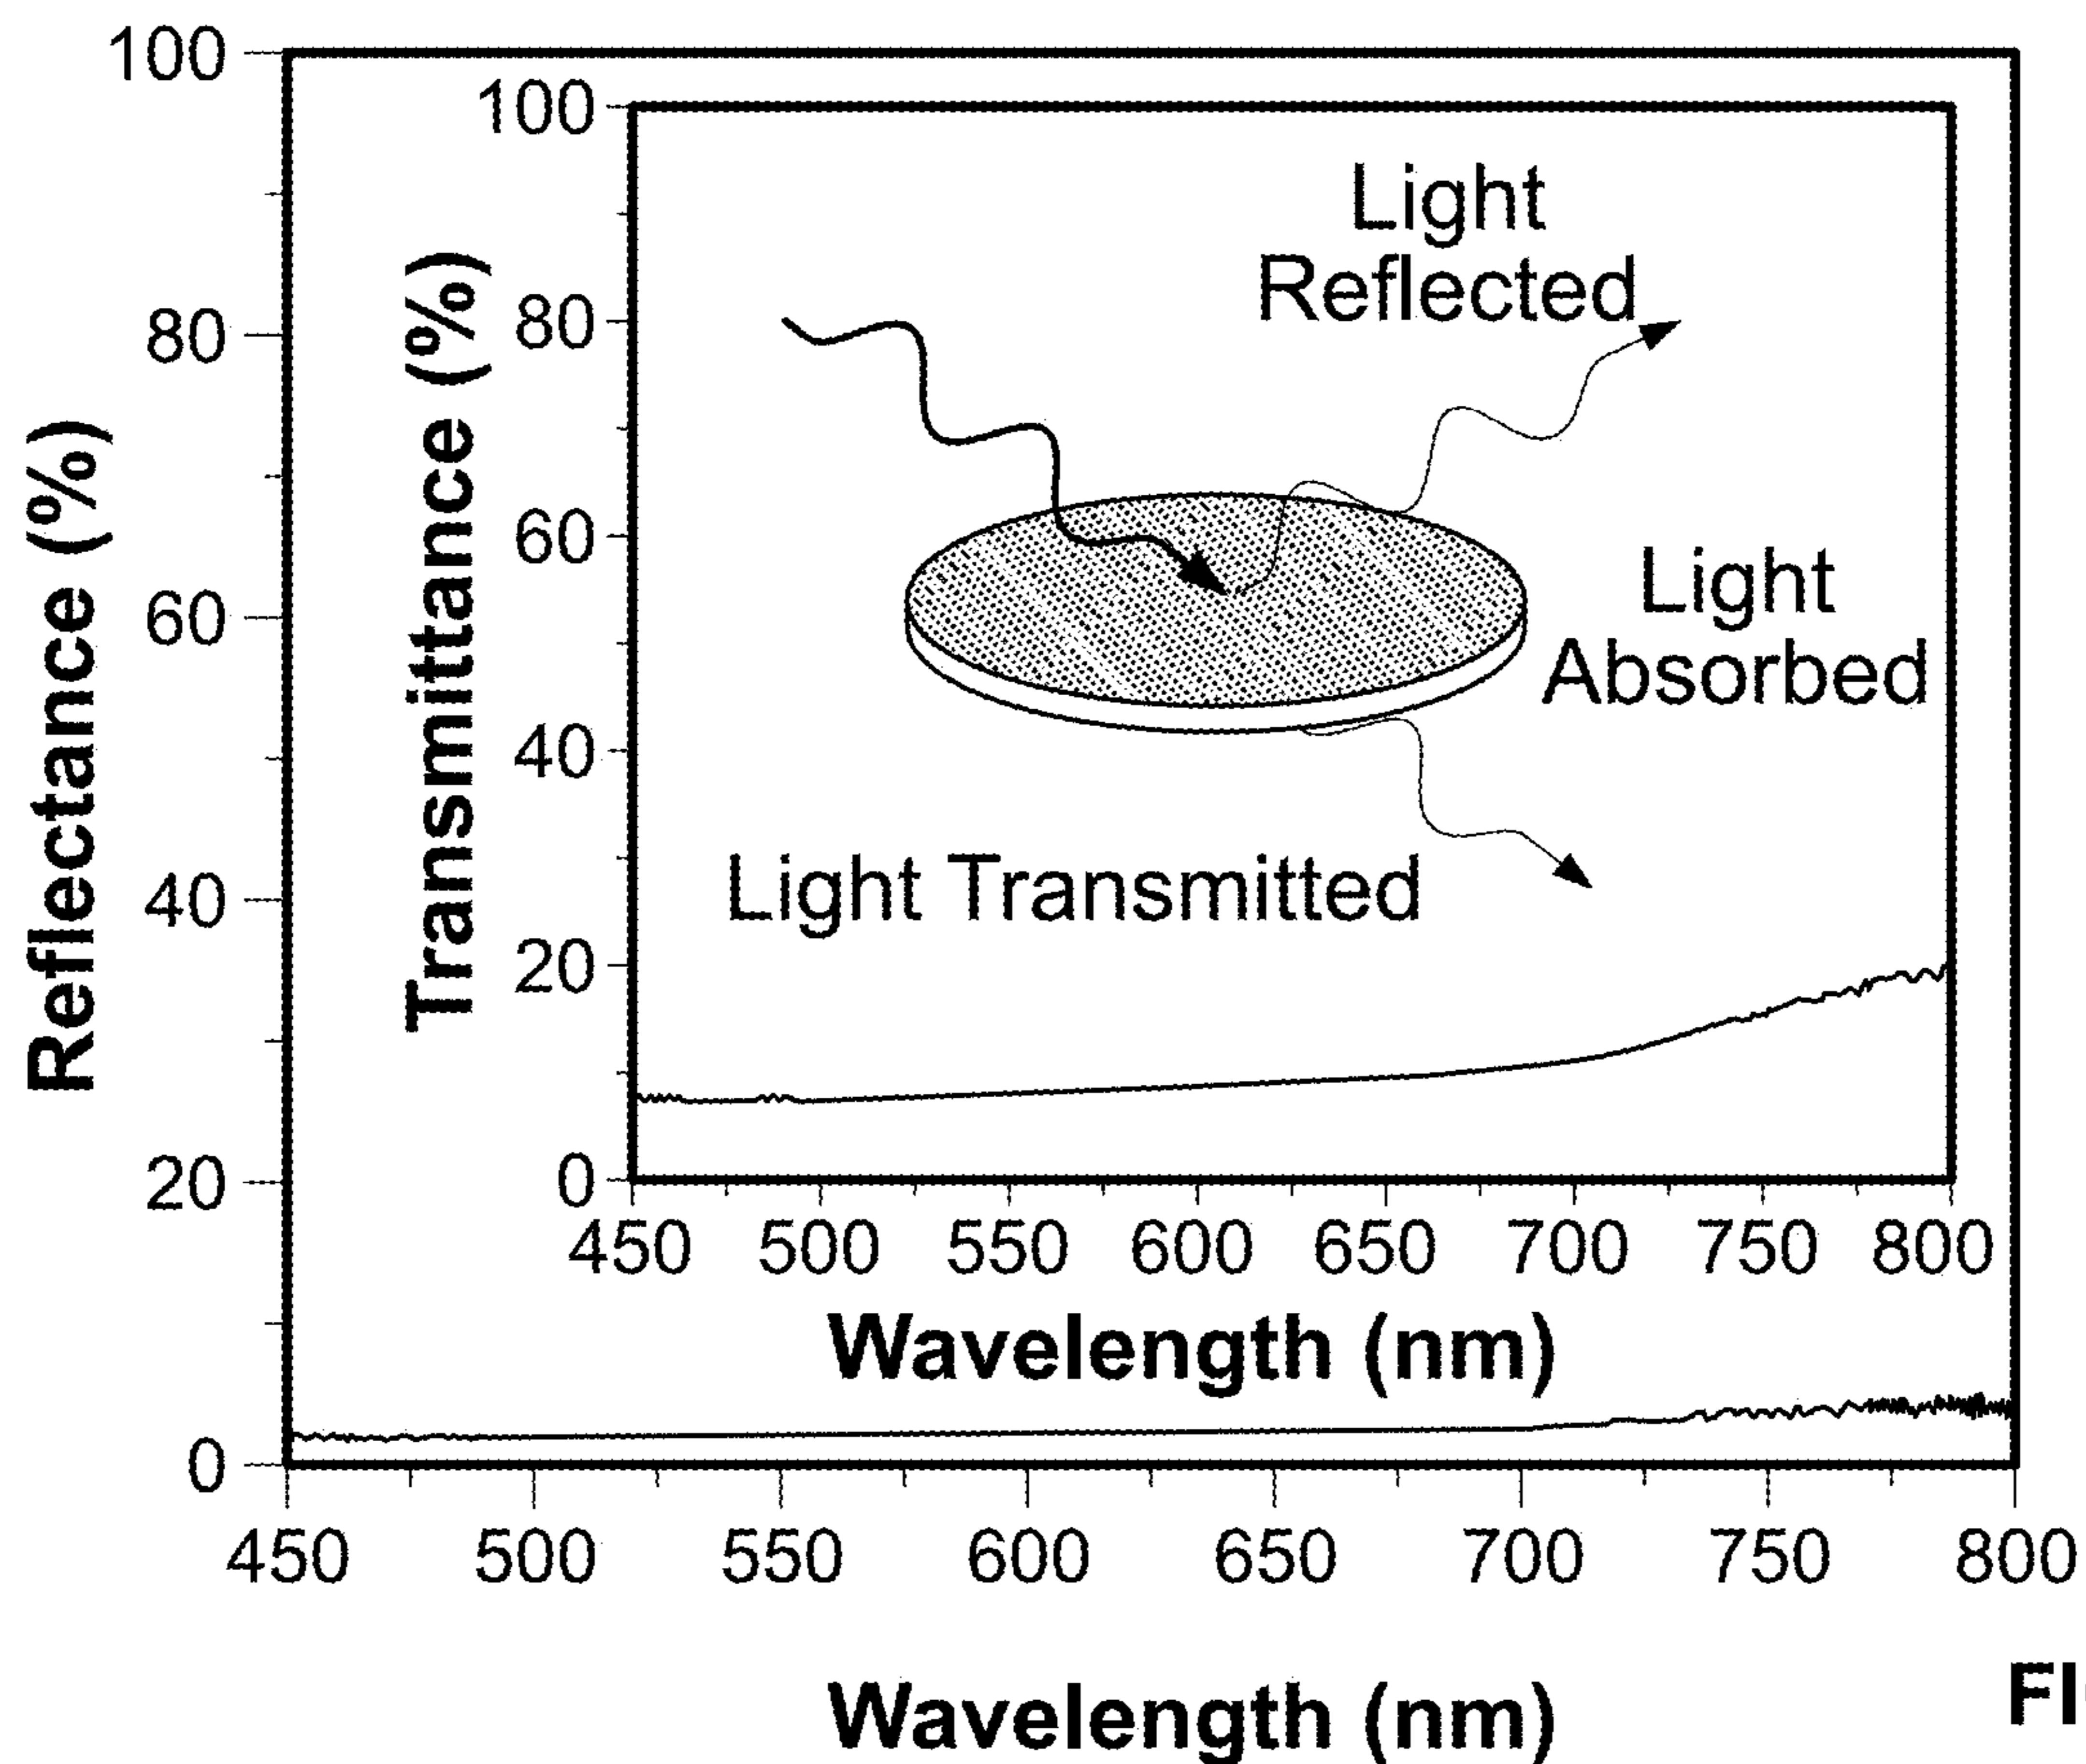 Reflectance (%)
100
80
60
40
20
0
Transmittance (%)
100
80
60
40
20
0
Light
Reflected
Light
Absorbed
Light Transmitted
450 500 550 600 650 700 750 800
Wavelength (nm)
450 500 550 600 650 700 750 800
Wavelength (nm)
FI